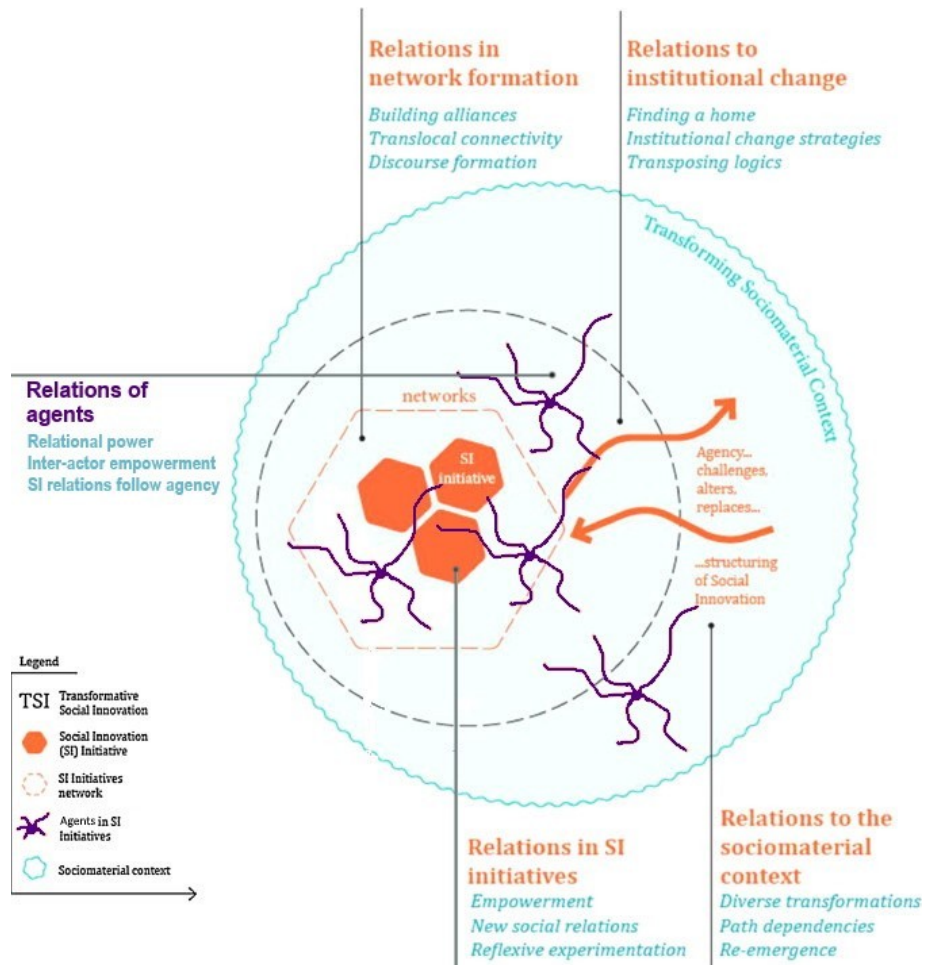 Relations in
network formation
Building alliances
Translocal connectivity
Discourse formation
Relations to
institutional change
Finding a home
Institutional change strategies
Transposing logics
Transforming Sociomaterial Context
Relations of
agents
Relational power
Inter-actor empowerment
SI relations follow agency
networks
SI
initiative
Agency...
challenges,
alters,
replaces...
...structuring
of Social
Innovation
Legend
TSI Transformative
Social Innovation
Social Innovation
(SI) Initiative
SI Initiatives
network
Agents in SI
Initiatives
Sociomaterial context
Relations in SI
initiatives
Empowerment
New social relations
Reflexive experimentation
Relations to the
sociomaterial
context
Diverse transformations
Path dependencies
Re-emergence